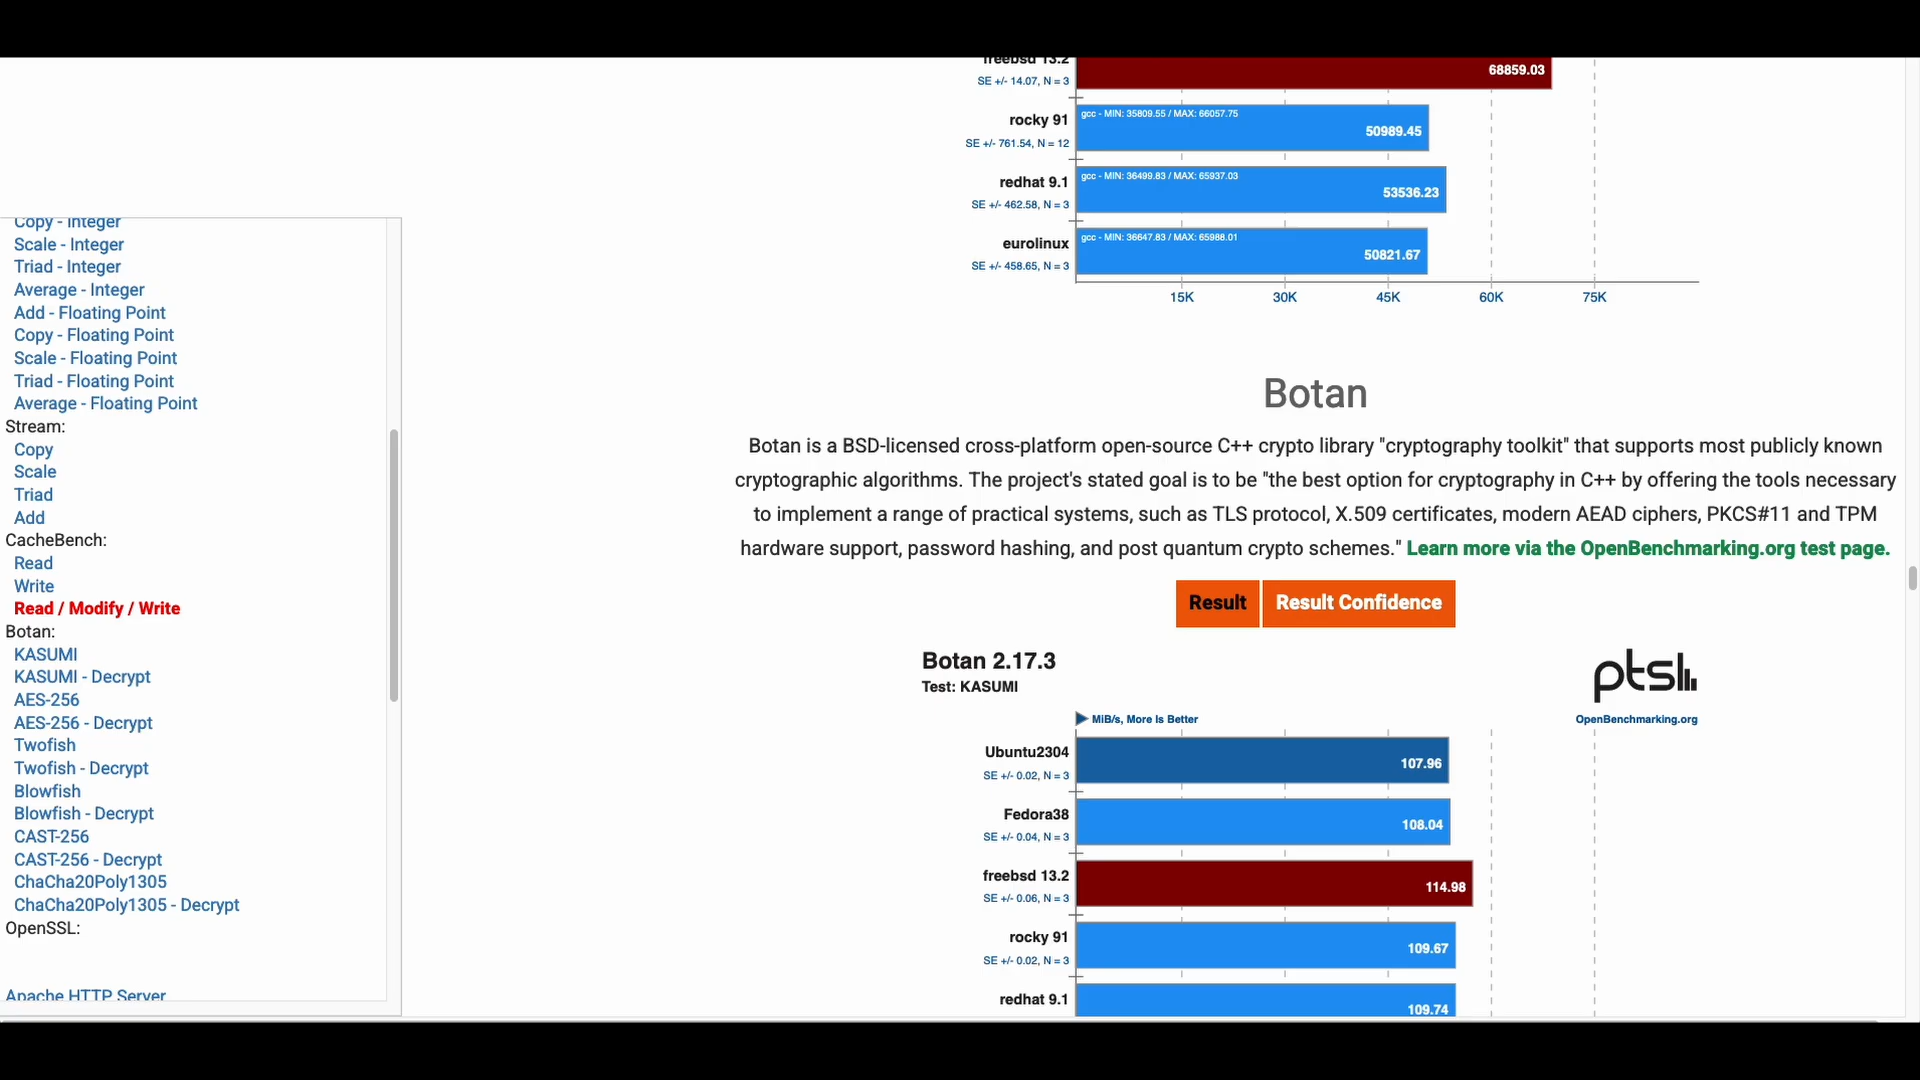 freebsd 13.2
SE +/- 14.07, N = 3
68859.03
rocky 91
SE +/- 761.54, N = 12
gcc - MIN: 35809.55 / MAX: 66057.75
50989.45
redhat 9.1
SE +/- 462.58, N = 3
gcc - MIN: 36499.83 / MAX: 65937.03
53536.23
eurolinux
SE +/- 458.65, N = 3
gcc - MIN: 36647.83 / MAX: 65988.01
50821.67
15K 30K 45K 60K 75K
Copy - Integer
Scale - Integer
Triad - Integer
Average - Integer
Add - Floating Point
Copy - Floating Point
Scale - Floating Point
Triad - Floating Point
Average - Floating Point
Stream:
Copy
Scale
Triad
Add
CacheBench:
Read
Write
Read / Modify / Write
Botan:
KASUMI
KASUMI - Decrypt
AES-256
AES-256 - Decrypt
Twofish
Twofish - Decrypt
Blowfish
Blowfish - Decrypt
CAST-256
CAST-256 - Decrypt
ChaCha20Poly1305
ChaCha20Poly1305 - Decrypt
OpenSSL:
Apache HTTP Server
Botan
Botan is a BSD-licensed cross-platform open-source C++ crypto library "cryptography toolkit" that supports most publicly known
cryptographic algorithms. The project's stated goal is to be "the best option for cryptography in C++ by offering the tools necessary
to implement a range of practical systems, such as TLS protocol, X.509 certificates, modern AEAD ciphers, PKCS#11 and TPM
hardware support, password hashing, and post quantum crypto schemes." Learn more via the OpenBenchmarking.org test page.
Result Result Confidence
Botan 2.17.3
Test: KASUMI
ptsl
MiB/s, More Is Better
OpenBenchmarking.org
Ubuntu2304
SE +/- 0.02, N = 3
107.96
Fedora38
SE +/- 0.04, N = 3
108.04
freebsd 13.2
SE +/- 0.06, N = 3
114.98
rocky 91
SE +/- 0.02, N = 3
109.67
redhat 9.1
109.74